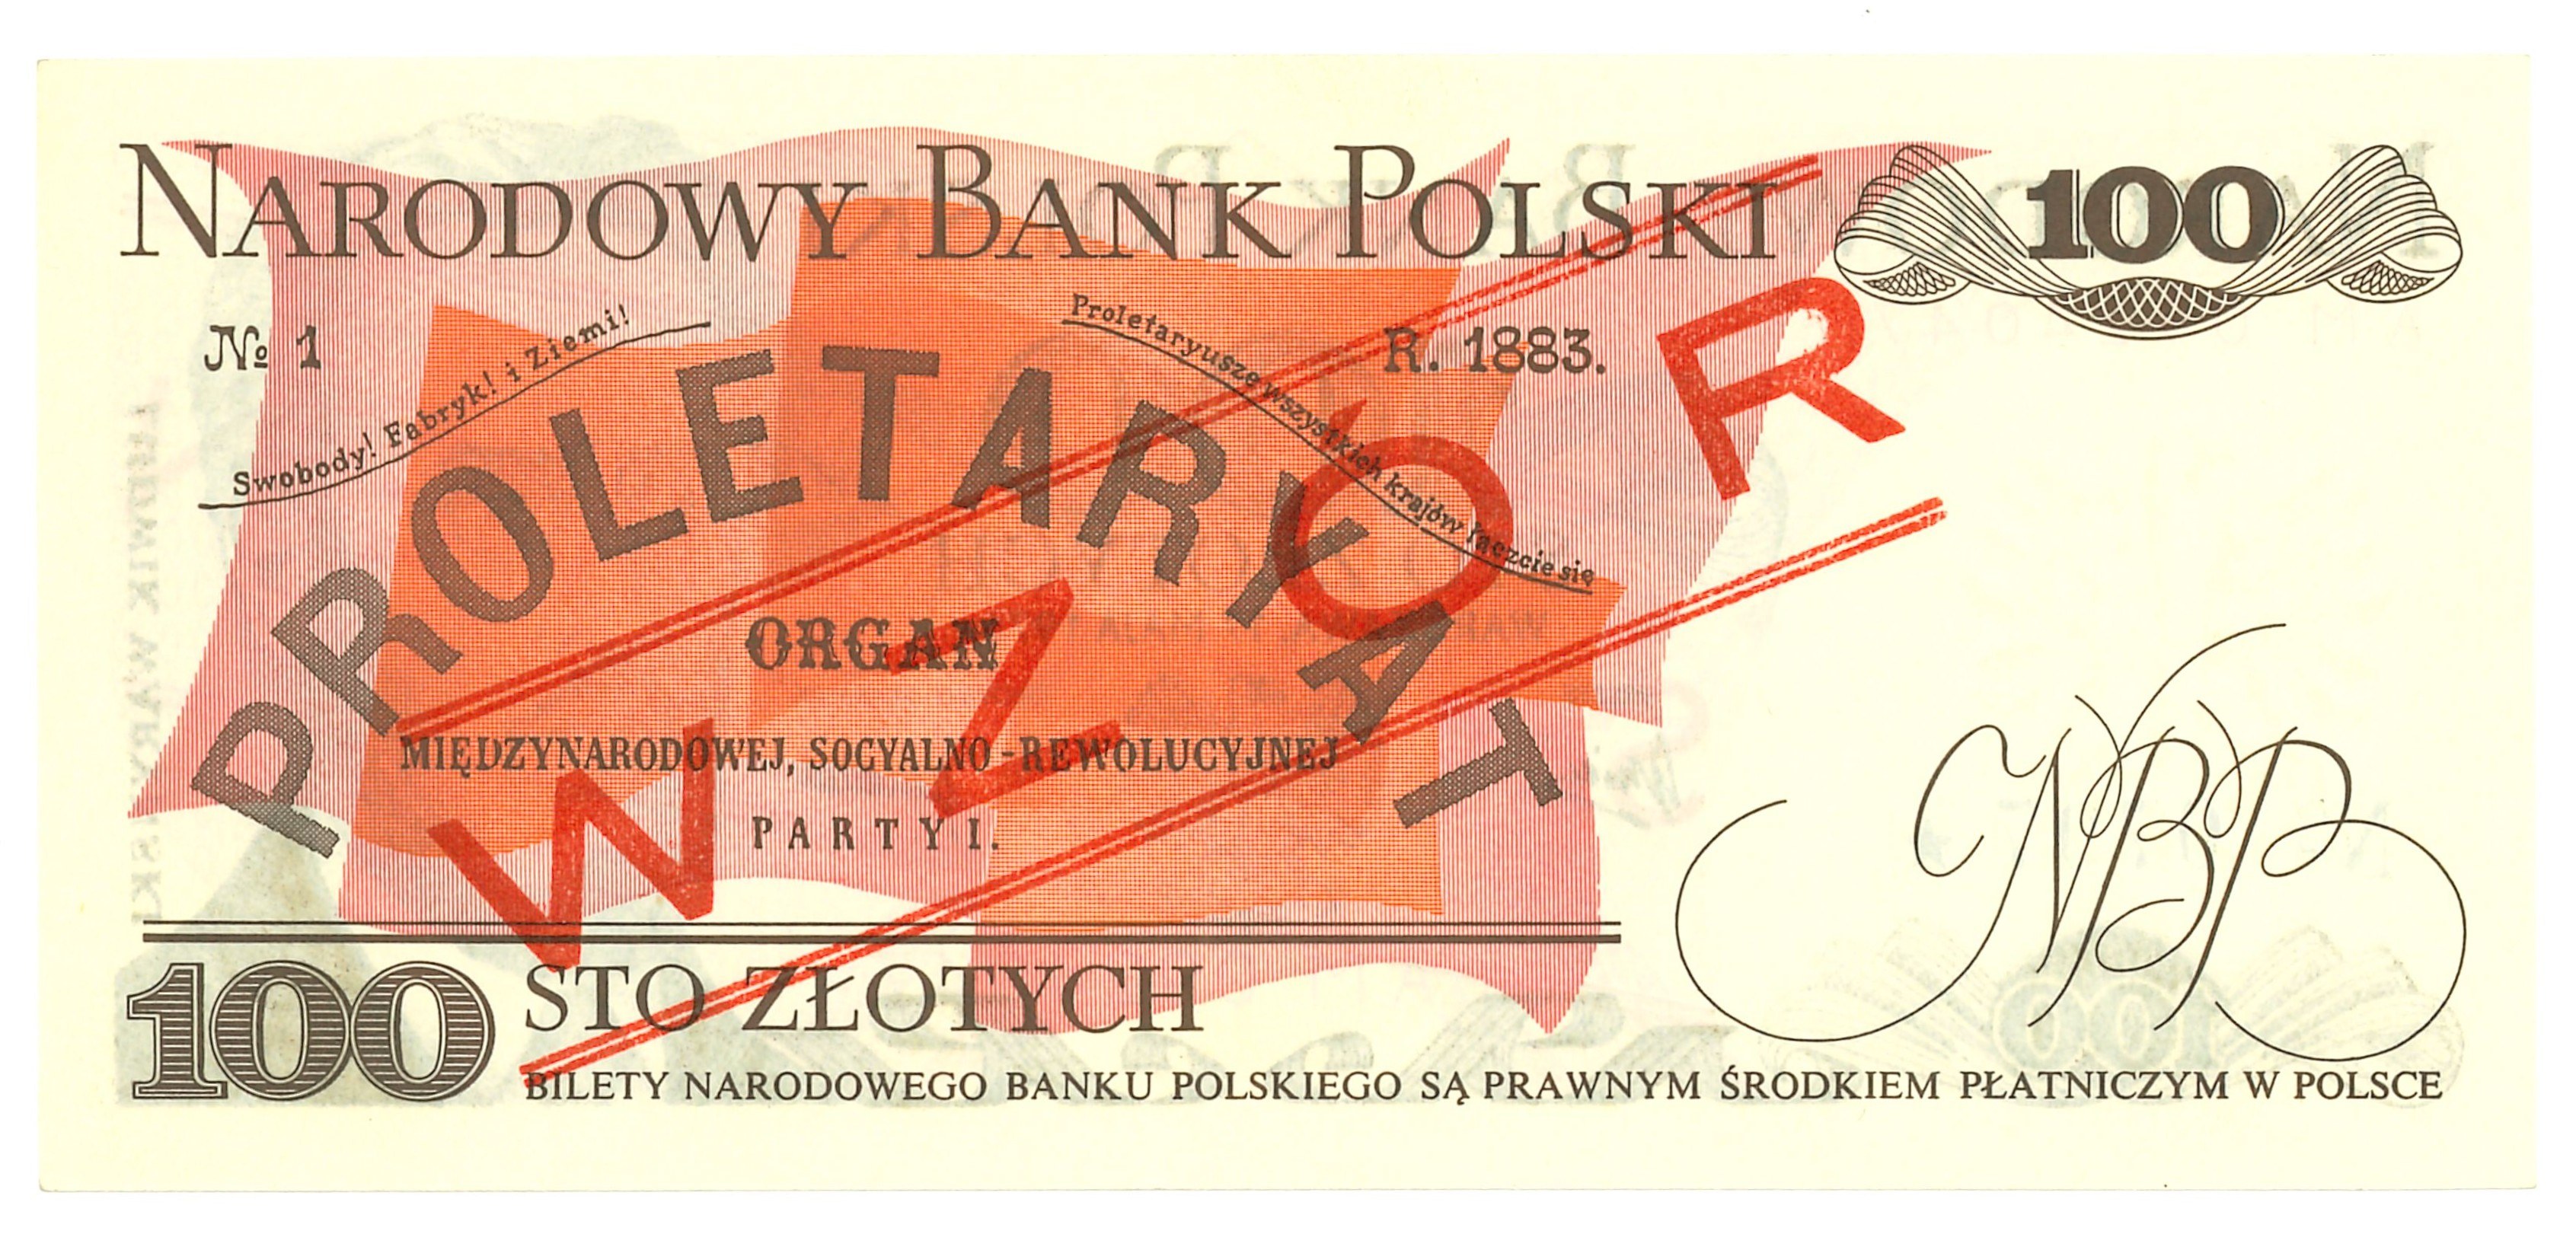 NARODOWY BANK POLSKI
100
№ 1
Swobody! Fabryk! i Ziemi!
Proletaryusze wszystkich krajów łączcie się
R. 1883.
PROLETARYAT
ORGAN
MIĘDZYNARODOWEJ, SOCYALNO-REWOLUCYJNEJ
PARTYI.
WZÓR
NBP
100 STO ZŁOTYCH
BILETY NARODOWEGO BANKU POLSKIEGO SĄ PRAWNYM ŚRODKIEM PŁATNICZYM W POLSCE